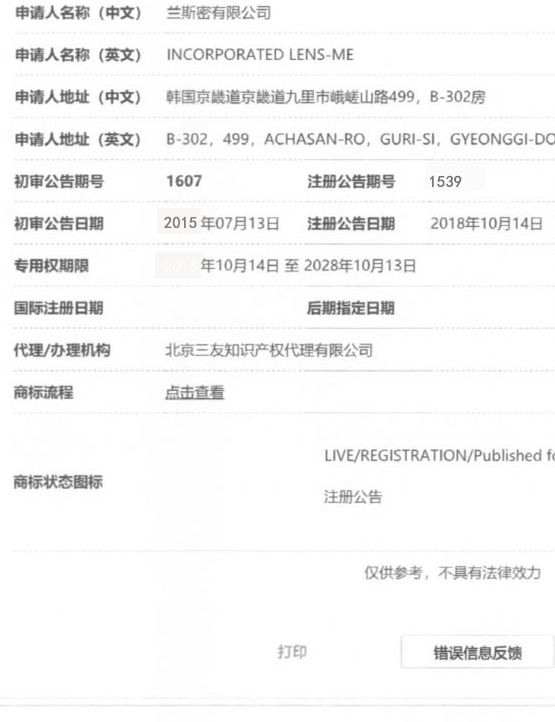 申请人名称（中文） 兰斯密有限公司
申请人名称（英文） INCORPORATED LENS-ME
申请人地址（中文） 韩国京畿道京畿道九里市峨嵯山路499，B-302房
申请人地址（英文） B-302，499，ACHASAN-RO，GURI-SI，GYEONGGI-DO
初审公告期号 1607 注册公告期号 1539
初审公告日期 2015年07月13日 注册公告日期 2018年10月14日
专用权期限 年10月14日 至 2028年10月13日
国际注册日期 后期指定日期
代理/办理机构 北京三友知识产权代理有限公司
商标流程 点击查看
LIVE/REGISTRATION/Published fo
商标状态图标
注册公告
仅供参考，不具有法律效力
打印 错误信息反馈